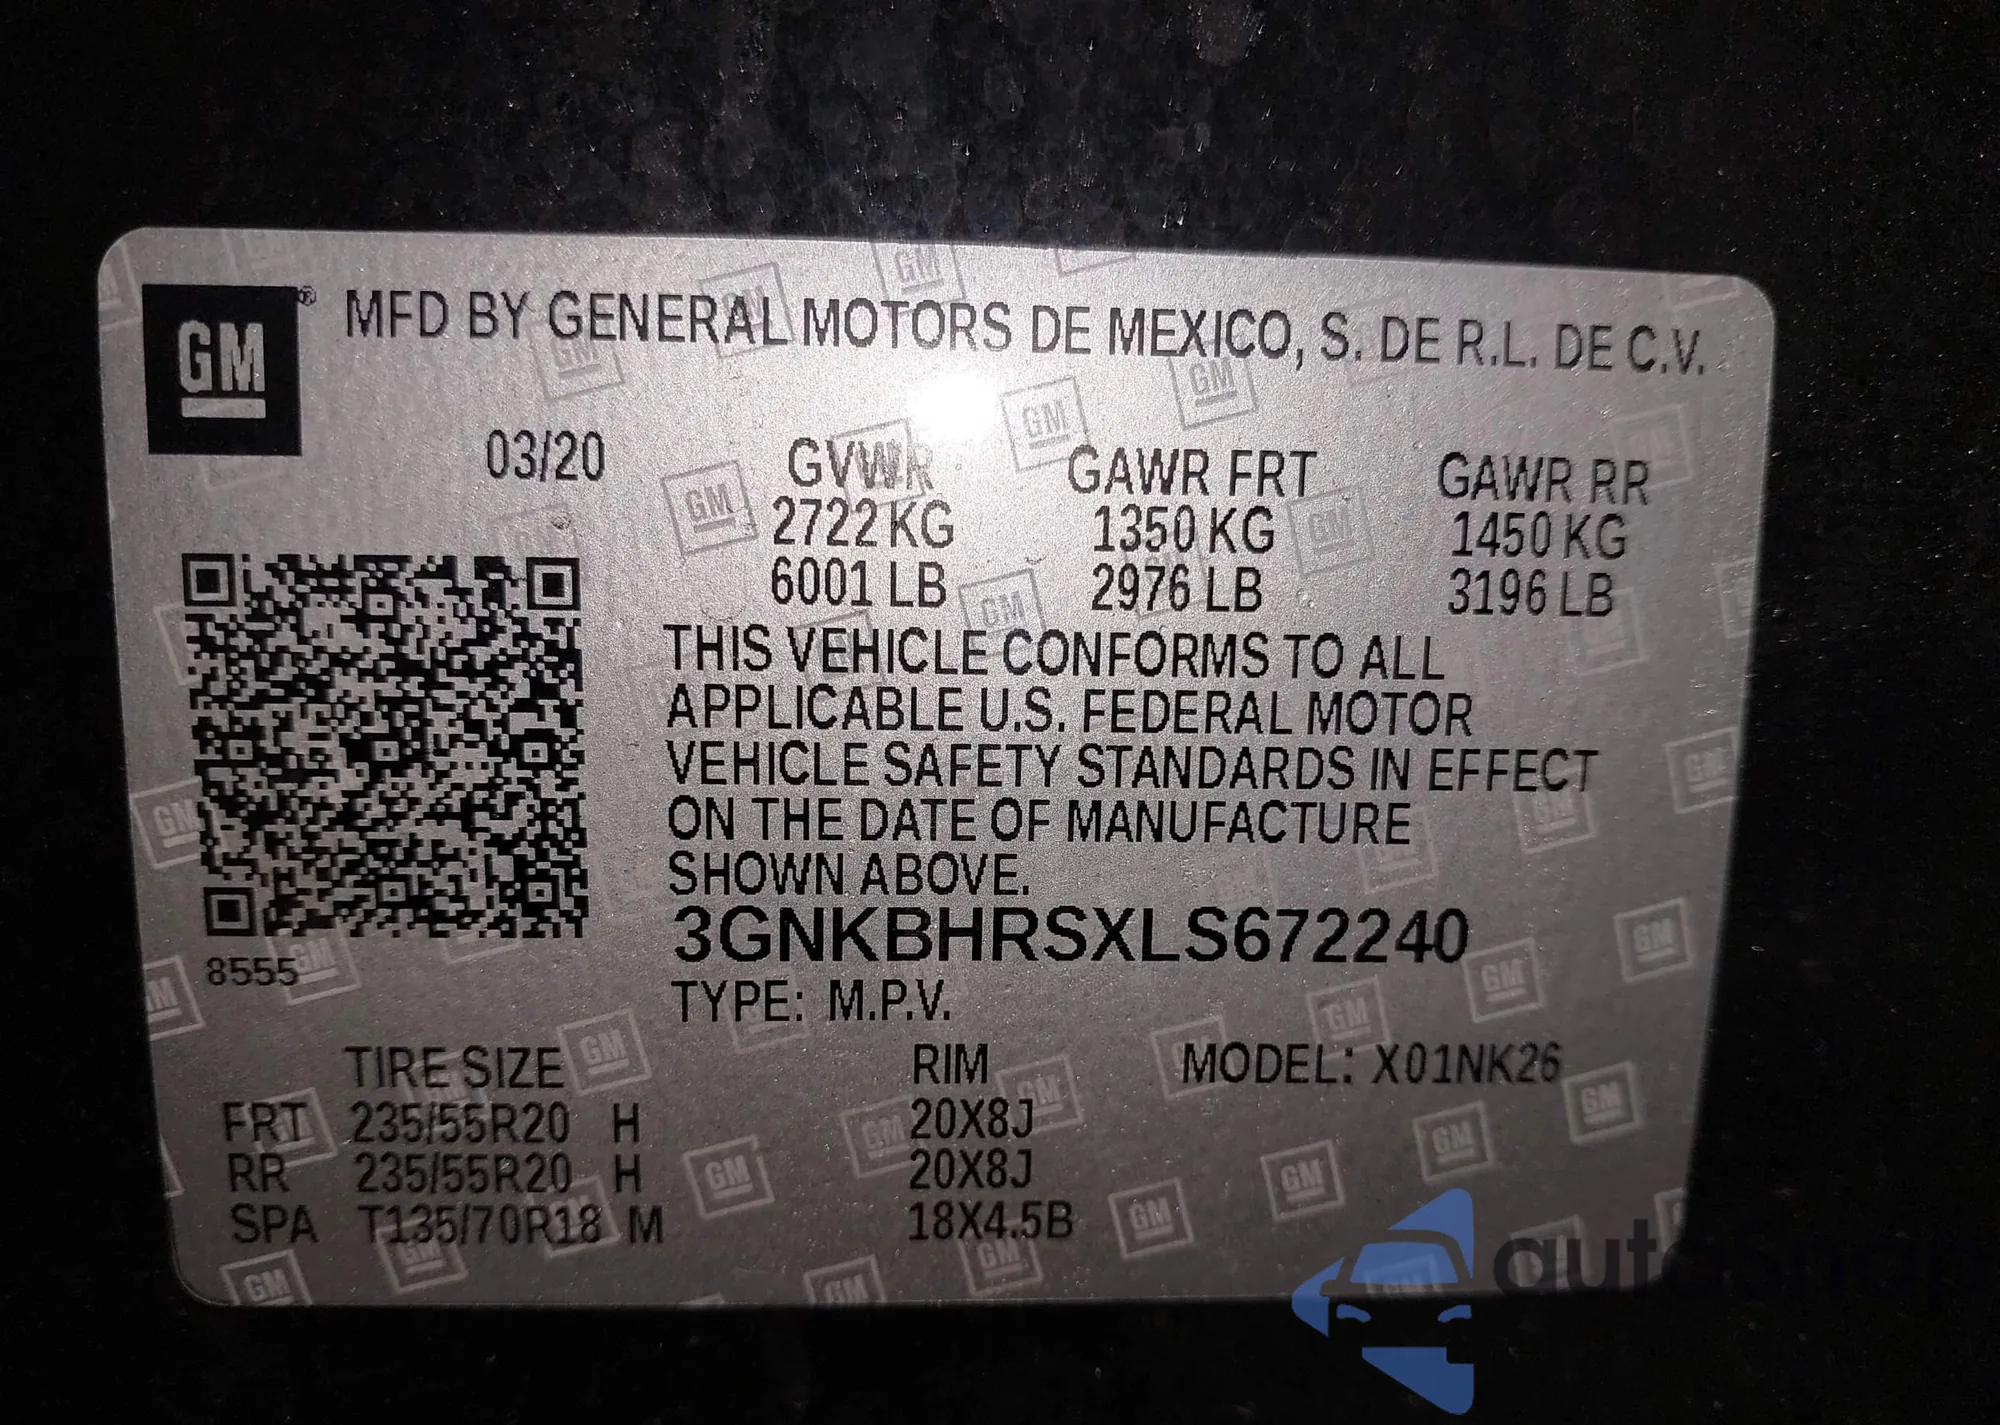 GM® MFD BY GENERAL MOTORS DE MEXICO, S. DE R.L. DE C.V.
03/20 GVWR GAWR FRT GAWR RR
2722KG 1350 KG 1450 KG
6001 LB 2976 LB 3196 LB
THIS VEHICLE CONFORMS TO ALL
APPLICABLE U.S. FEDERAL MOTOR
VEHICLE SAFETY STANDARDS IN EFFECT
ON THE DATE OF MANUFACTURE
SHOWN ABOVE.
3GNKBHRSXLS672240
8555
TYPE: M.P.V.
TIRE SIZE RIM MODEL: X01NK26
FRT 235/55R20 H 20X8J
RR 235/55R20 H 20X8J
SPA T135/70R18 M 18X4.5B